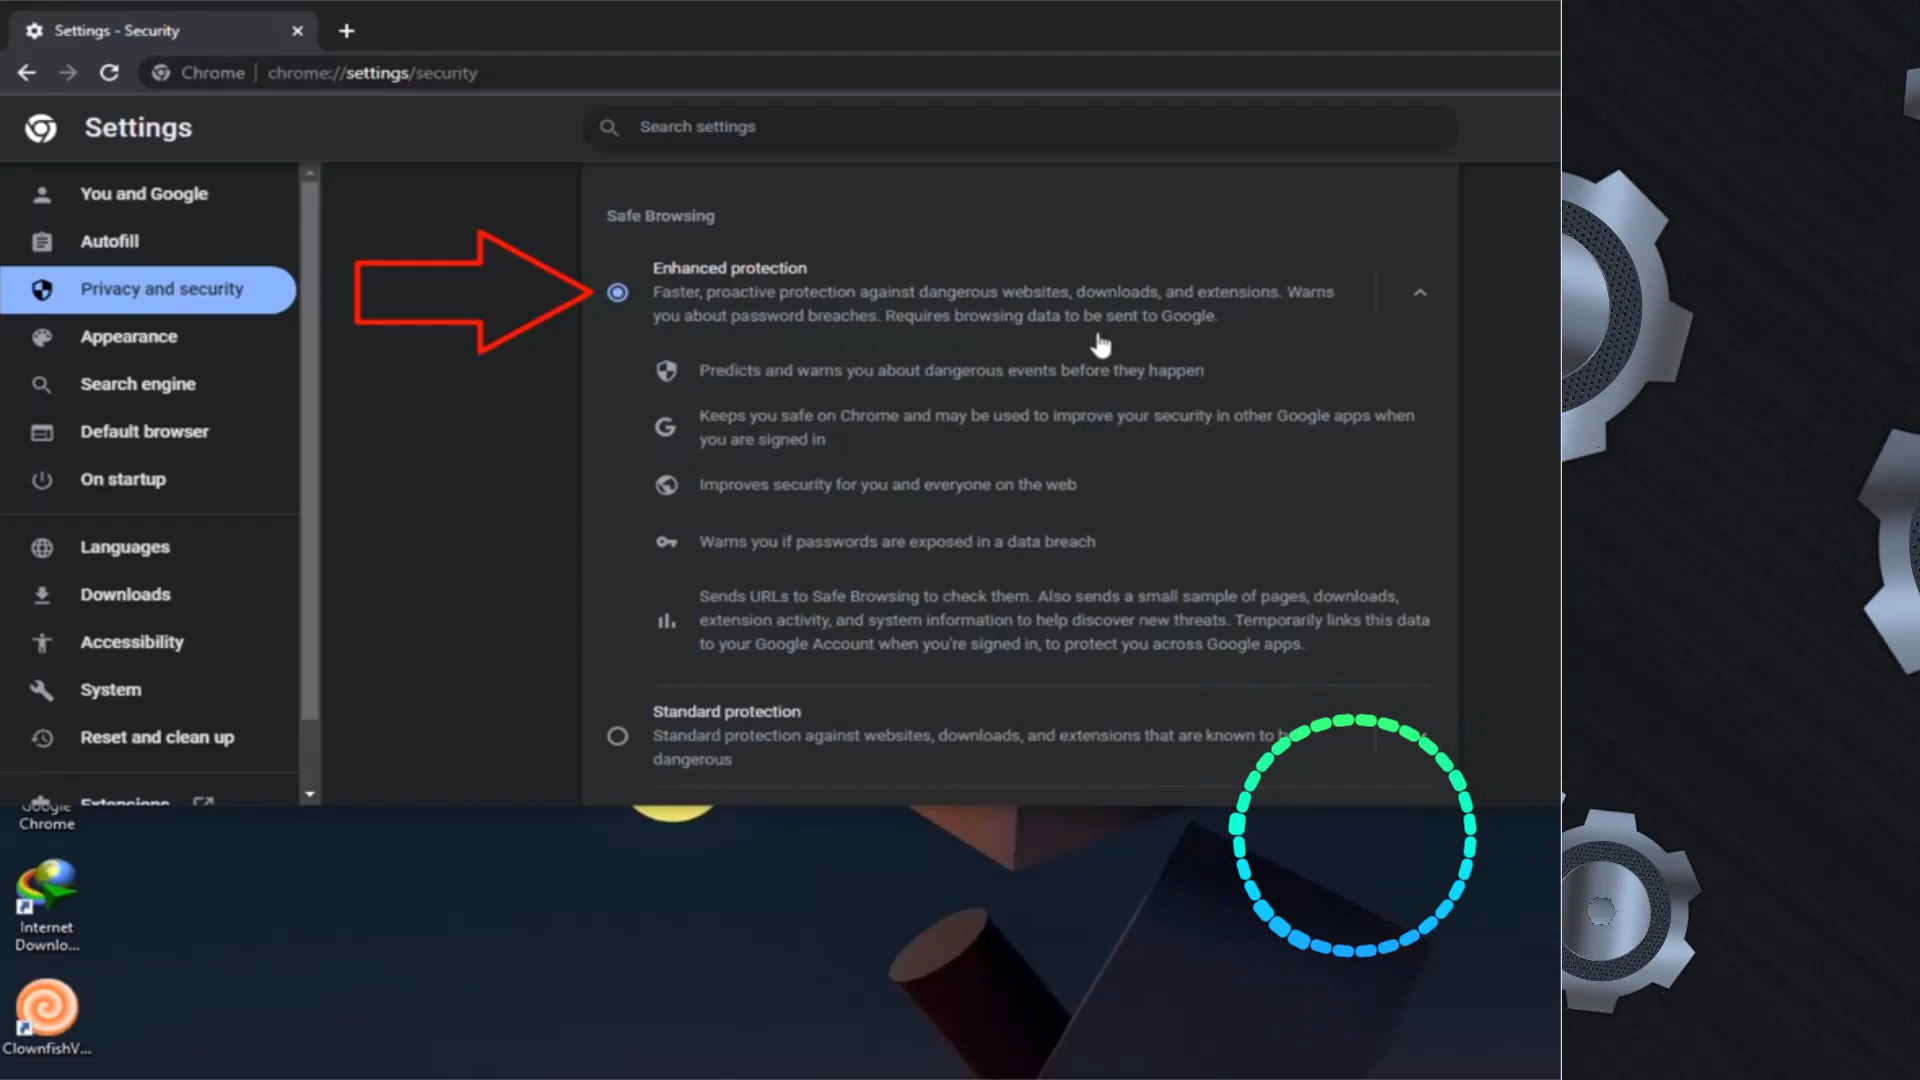 Settings - Security
Chrome | chrome://settings/security
Settings
Search settings
You and Google
Autofill
Privacy and security
Appearance
Search engine
Default browser
On startup
Languages
Downloads
Accessibility
System
Reset and clean up
Extensions
Safe Browsing
Enhanced protection
Faster, proactive protection against dangerous websites, downloads, and extensions. Warns
you about password breaches. Requires browsing data to be sent to Google.
Predicts and warns you about dangerous events before they happen
Keeps you safe on Chrome and may be used to improve your security in other Google apps when
you are signed in
Improves security for you and everyone on the web
Warns you if passwords are exposed in a data breach
Sends URLs to Safe Browsing to check them. Also sends a small sample of pages, downloads,
extension activity, and system information to help discover new threats. Temporarily links this data
to your Google Account when you're signed in, to protect you across Google apps.
Standard protection
Standard protection against websites, downloads, and extensions that are known to
dangerous
Google
Chrome
Internet
Downlo...
ClownfishV...